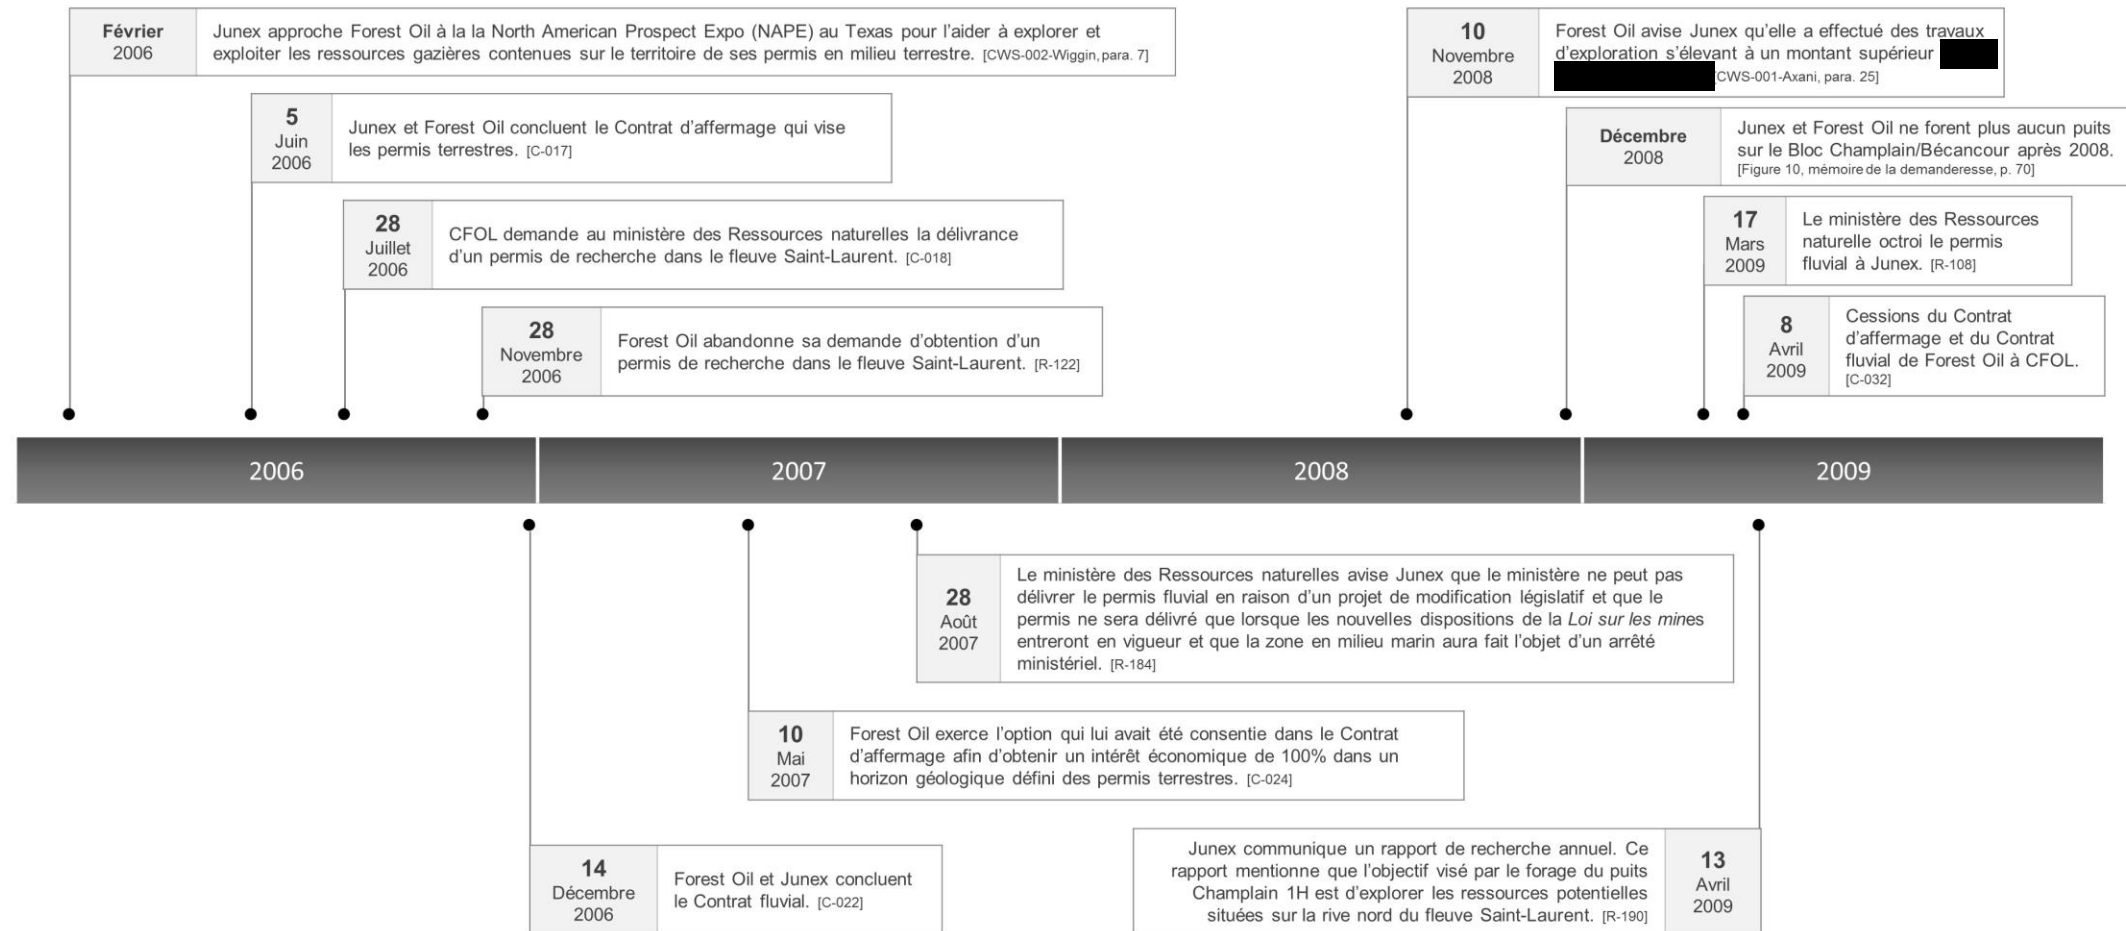 Février
2006
Junex approche Forest Oil à la la North American Prospect Expo (NAPE) au Texas pour l'aider à explorer et
exploiter les ressources gazières contenues sur le territoire de ses permis en milieu terrestre. [CWS-002-Wiggin, para. 7]
5
Juin
2006
Junex et Forest Oil concluent le Contrat d'affermage qui vise
les permis terrestres. [C-017]
28
Juillet
2006
CFOL demande au ministère des Ressources naturelles la délivrance
d'un permis de recherche dans le fleuve Saint-Laurent. [C-018]
28
Novembre
2006
Forest Oil abandonne sa demande d'obtention d'un
permis de recherche dans le fleuve Saint-Laurent. [R-122]
10
Novembre
2008
Forest Oil avise Junex qu'elle a effectué des travaux
d'exploration s'élevant à un montant supérieur
[CWS-001-Axani, para. 25]
Décembre
2008
Junex et Forest Oil ne forent plus aucun puits
sur le Bloc Champlain/Bécancour après 2008.
[Figure 10, mémoire de la demanderesse, p. 70]
17
Mars
2009
Le ministère des Ressources
naturelle octroi le permis
fluvial à Junex. [R-108]
8
Avril
2009
Cessions du Contrat
d'affermage et du Contrat
fluvial de Forest Oil à CFOL.
[C-032]
2006
2007
2008
2009
28
Août
2007
Le ministère des Ressources naturelles avise Junex que le ministère ne peut pas
délivrer le permis fluvial en raison d'un projet de modification législatif et que le
permis ne sera délivré que lorsque les nouvelles dispositions de la Loi sur les mines
entreront en vigueur et que la zone en milieu marin aura fait l'objet d'un arrêté
ministériel. [R-184]
10
Mai
2007
Forest Oil exerce l'option qui lui avait été consentie dans le Contrat
d'affermage afin d'obtenir un intérêt économique de 100% dans un
horizon géologique défini des permis terrestres. [C-024]
14
Décembre
2006
Forest Oil et Junex concluent
le Contrat fluvial. [C-022]
Junex communique un rapport de recherche annuel. Ce
rapport mentionne que l'objectif visé par le forage du puits
Champlain 1H est d'explorer les ressources potentielles
situées sur la rive nord du fleuve Saint-Laurent. [R-190]
13
Avril
2009